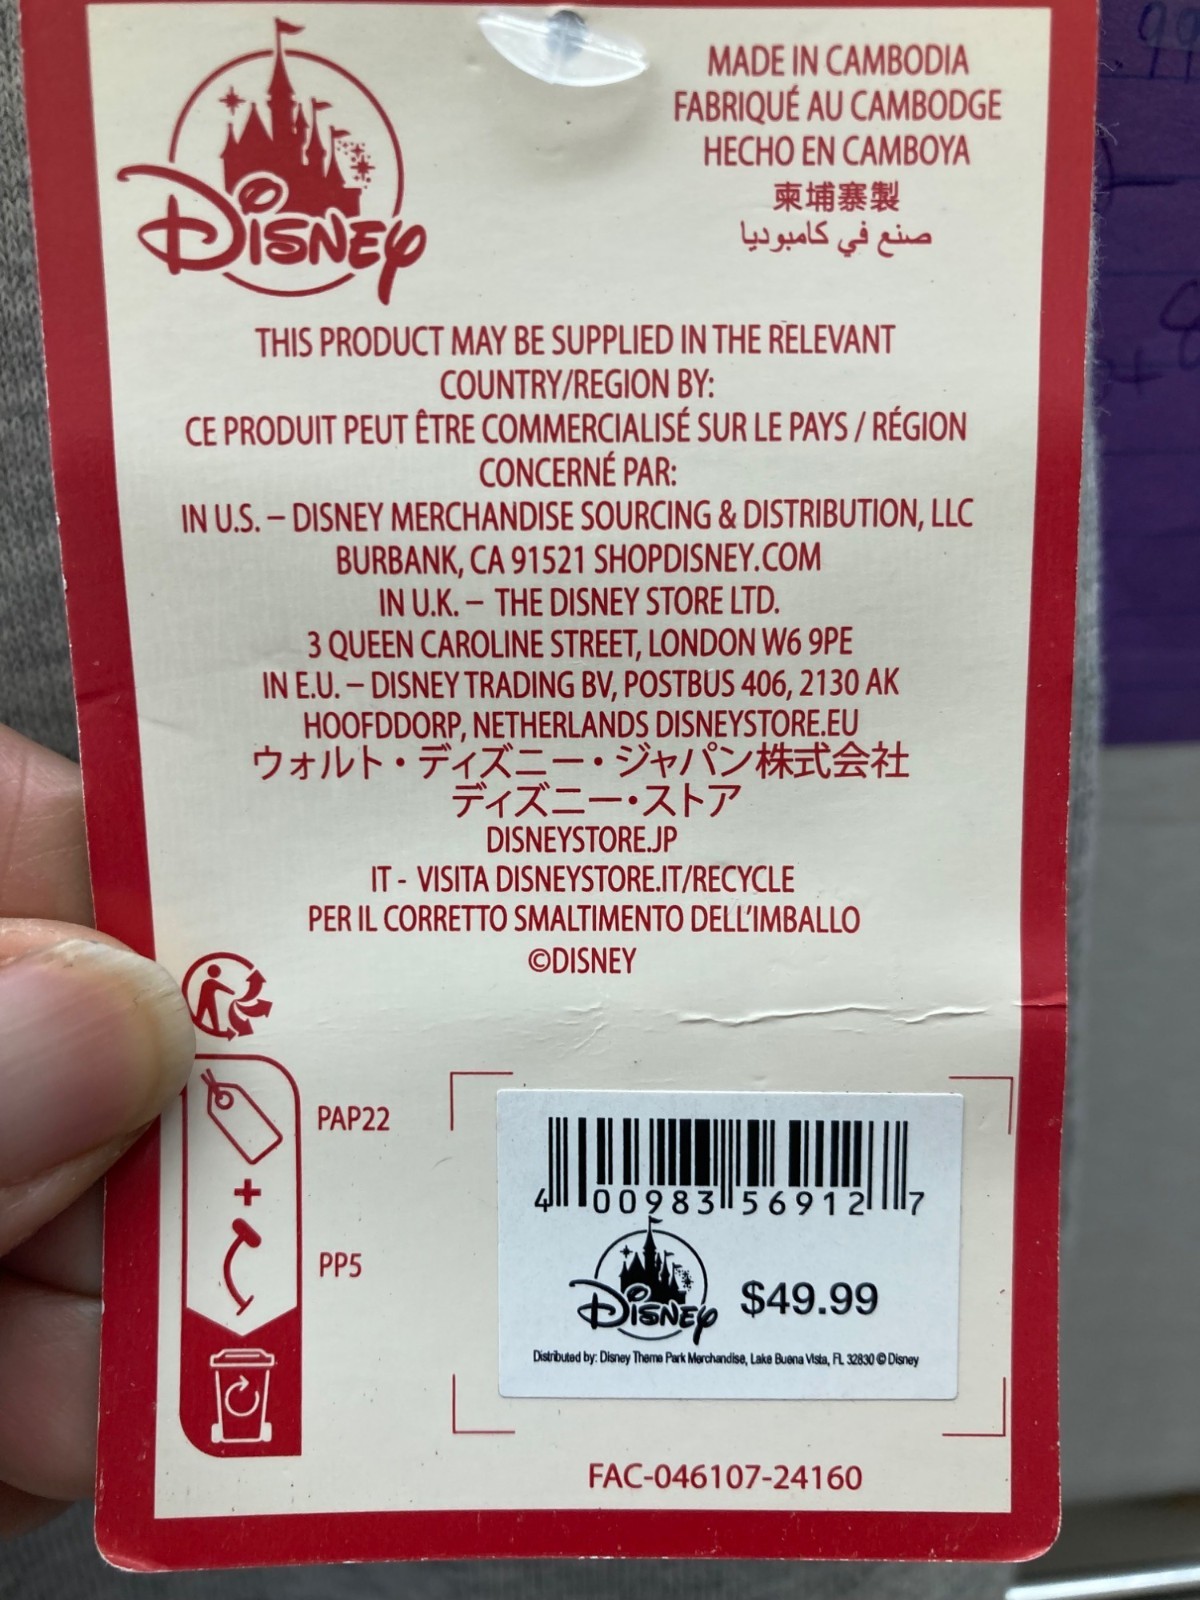 Disney
MADE IN CAMBODIA
FABRIQUÉ AU CAMBODGE
HECHO EN CAMBOYA
柬埔寨製
صنع في كامبوديا
THIS PRODUCT MAY BE SUPPLIED IN THE RELEVANT
COUNTRY/REGION BY:
CE PRODUIT PEUT ÊTRE COMMERCIALISÉ SUR LE PAYS / RÉGION
CONCERNÉ PAR:
IN U.S. – DISNEY MERCHANDISE SOURCING & DISTRIBUTION, LLC
BURBANK, CA 91521 SHOPDISNEY.COM
IN U.K. – THE DISNEY STORE LTD.
3 QUEEN CAROLINE STREET, LONDON W6 9PE
IN E.U. – DISNEY TRADING BV, POSTBUS 406, 2130 AK
HOOFDDORP, NETHERLANDS DISNEYSTORE.EU
ウォルト・ディズニー・ジャパン株式会社
ディズニー・ストア
DISNEYSTORE.JP
IT - VISITA DISNEYSTORE.IT/RECYCLE
PER IL CORRETTO SMALTIMENTO DELL'IMBALLO
©DISNEY
PAP22
+
PP5
4 00983 56912 7
Disney
$49.99
Distributed by: Disney Theme Park Merchandise, Lake Buena Vista, FL 32830 © Disney
FAC-046107-24160